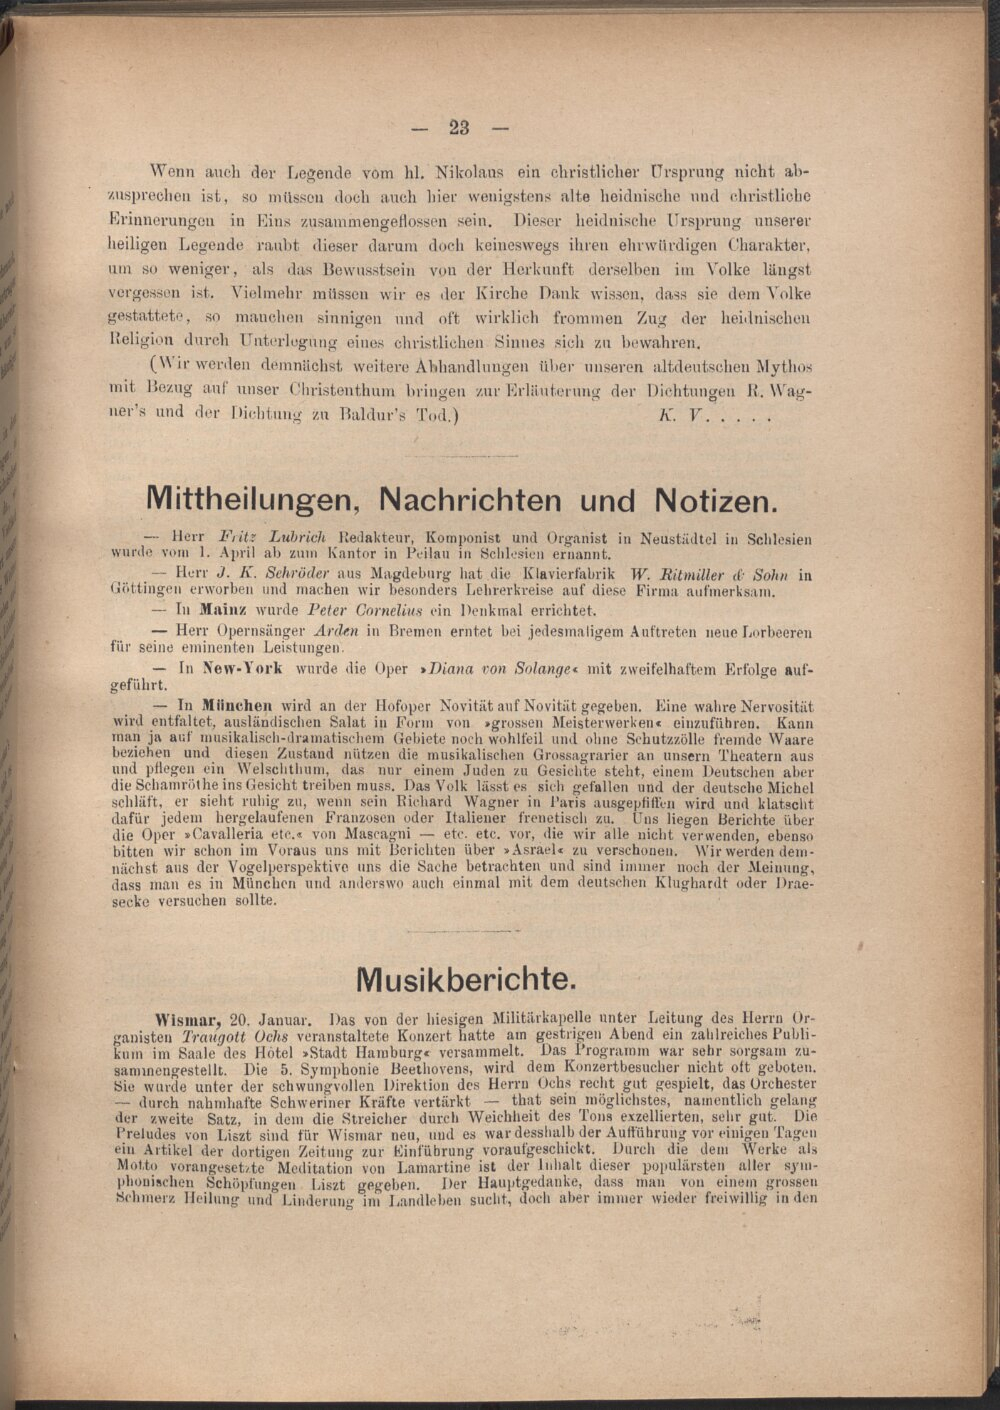 — 23 —
Wenn auch der Legende vom hl. Nikolaus ein christlicher Ursprung nicht ab-
zusprechen ist, so müssen doch auch hier wenigstens alte heidnische und christliche
Erinnerungen in Eins zusammengeflossen sein. Dieser heidnische Ursprung unserer
heiligen Legende raubt dieser darum doch keineswegs ihren ehrwürdigen Charakter,
um so weniger, als das Bewusstsein von der Herkunft derselben im Volke längst
vergessen ist. Vielmehr müssen wir es der Kirche Dank wissen, dass sie dem Volke
gestattete, so manchen sinnigen und oft wirklich frommen Zug der heidnischen
Religion durch Unterlegung eines christlichen Sinnes sich zu bewahren.
(Wir werden demnächst weitere Abhandlungen über unseren altdeutschen Mythos
mit Bezug auf unser Christenthum bringen zur Erläuterung der Dichtungen R. Wag-
ner's und der Dichtung zu Baldur's Tod.) K. V. . . . .
Mittheilungen, Nachrichten und Notizen.
— Herr Fritz Lubrich Redakteur, Komponist und Organist in Neustädtel in Schlesien
wurde vom 1. April ab zum Kantor in Peilau in Schlesien ernannt.
— Herr J. K. Schröder aus Magdeburg hat die Klavierfabrik W. Ritmiller & Sohn in
Göttingen erworben und machen wir besonders Lehrerkreise auf diese Firma aufmerksam.
— In Mainz wurde Peter Cornelius ein Denkmal errichtet.
— Herr Opernsänger Arden in Bremen erntet bei jedesmaligem Auftreten neue Lorbeeren
für seine eminenten Leistungen.
— In New-York wurde die Oper »Diana von Solange« mit zweifelhaftem Erfolge auf-
geführt.
— In München wird an der Hofoper Novität auf Novität gegeben. Eine wahre Nervosität
wird entfaltet, ausländischen Salat in Form von »grossen Meisterwerken« einzuführen. Kann
man ja auf musikalisch-dramatischem Gebiete noch wohlfeil und ohne Schutzzölle fremde Waare
beziehen und diesen Zustand nützen die musikalischen Grossagrarier an unsern Theatern aus
und pflegen ein Welschthum, das nur einem Juden zu Gesichte steht, einem Deutschen aber
die Schamröthe ins Gesicht treiben muss. Das Volk lässt es sich gefallen und der deutsche Michel
schläft, er sieht ruhig zu, wenn sein Richard Wagner in Paris ausgepfiffen wird und klatscht
dafür jedem hergelaufenen Franzosen oder Italiener frenetisch zu. Uns liegen Berichte über
die Oper »Cavalleria etc.« von Mascagni — etc. etc. vor, die wir alle nicht verwenden, ebenso
bitten wir schon im Voraus uns mit Berichten über »Asrael« zu verschonen. Wir werden dem-
nächst aus der Vogelperspektive uns die Sache betrachten und sind immer noch der Meinung,
dass man es in München und anderswo auch einmal mit dem deutschen Klughardt oder Drae-
secke versuchen sollte.
Musikberichte.
Wismar, 20. Januar. Das von der hiesigen Militärkapelle unter Leitung des Herrn Or-
ganisten Traugott Ochs veranstaltete Konzert hatte am gestrigen Abend ein zahlreiches Publi-
kum im Saale des Hôtel »Stadt Hamburg« versammelt. Das Programm war sehr sorgsam zu-
sammengestellt. Die 5. Symphonie Beethovens, wird dem Konzertbesucher nicht oft geboten.
Sie wurde unter der schwungvollen Direktion des Herrn Ochs recht gut gespielt, das Orchester
— durch nahmhafte Schweriner Kräfte vertärkt — that sein möglichstes, namentlich gelang
der zweite Satz, in dem die Streicher durch Weichheit des Tons exzellierten, sehr gut. Die
Preludes von Liszt sind für Wismar neu, und es war desshalb der Aufführung vor einigen Tagen
ein Artikel der dortigen Zeitung zur Einführung voraufgeschickt. Durch die dem Werke als
Motto vorangesetzte Meditation von Lamartine ist der Inhalt dieser populärsten aller sym-
phonischen Schöpfungen Liszt gegeben. Der Hauptgedanke, dass man von einem grossen
Schmerz Heilung und Linderung im Landleben sucht, doch aber immer wieder freiwillig in den